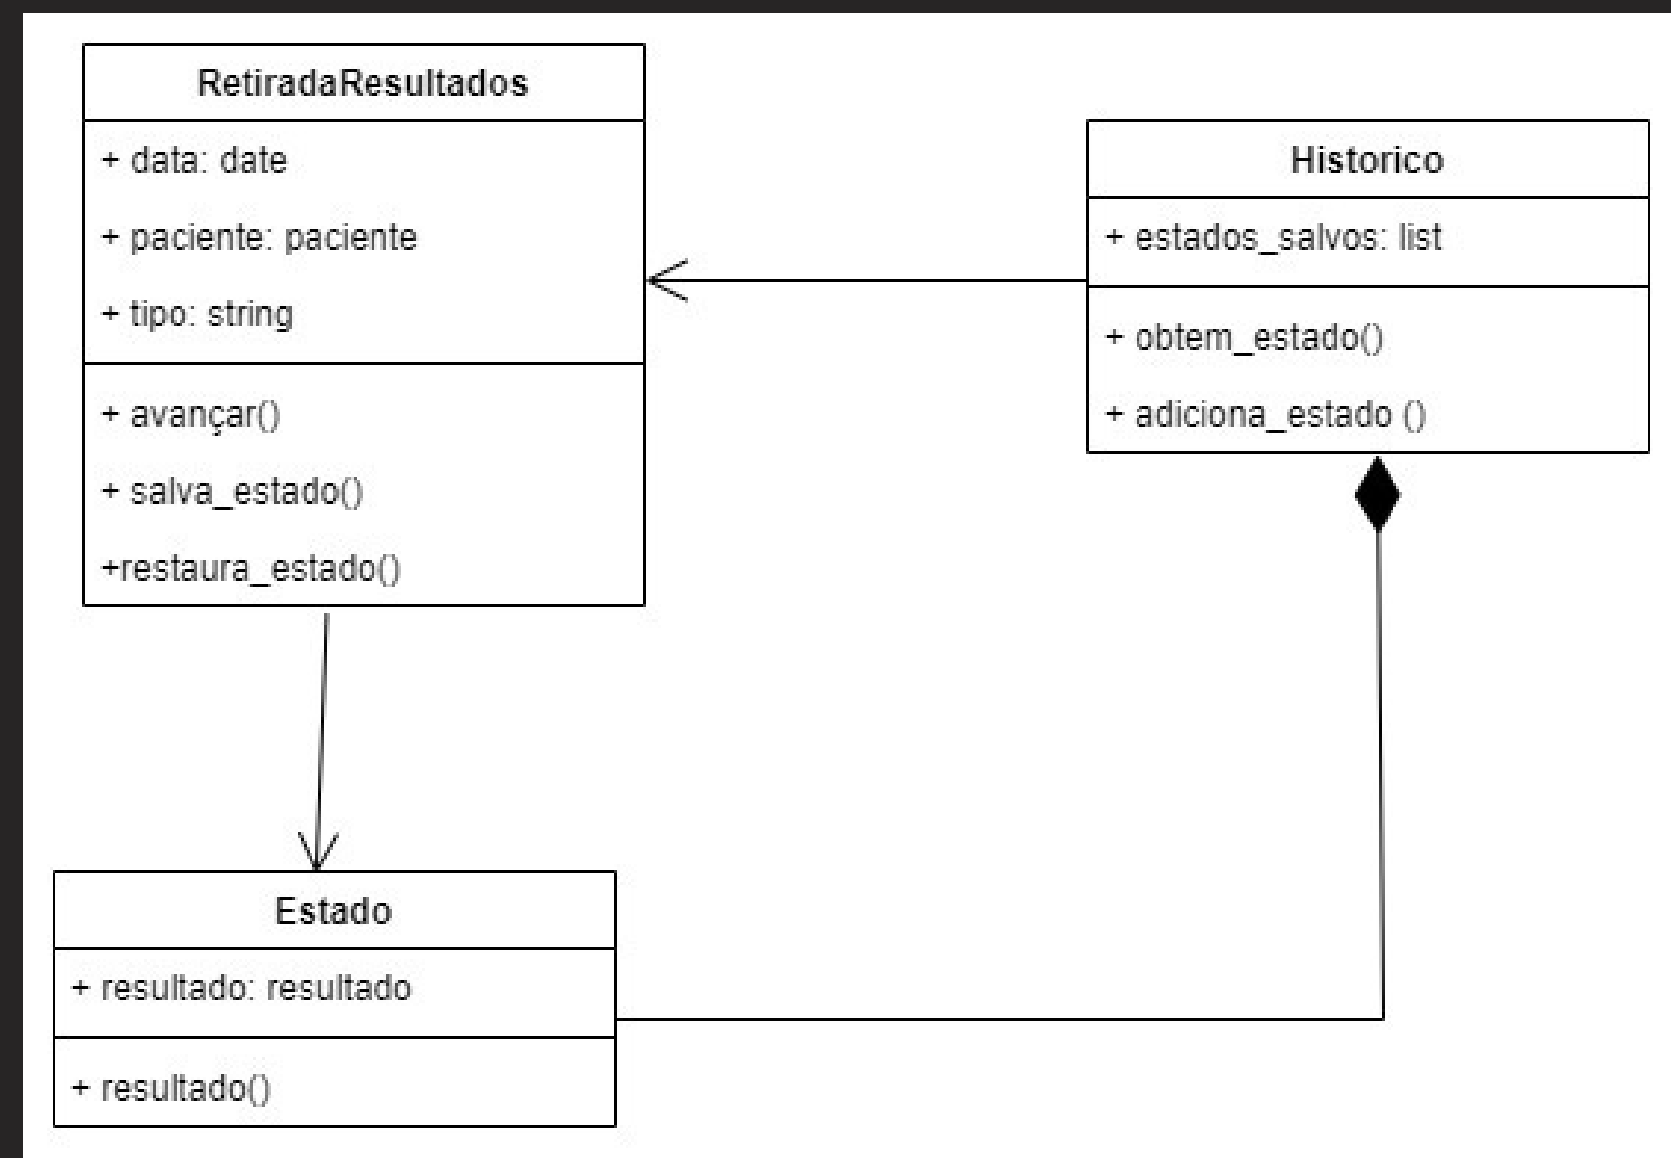 RetiradaResultados
+ data: date
+ paciente: paciente
+ tipo: string
+ avançar()
+ salva_estado()
+restaura_estado()
Historico
+ estados_salvos: list
+ obtem_estado()
+ adiciona_estado ()
Estado
+ resultado: resultado
+ resultado()